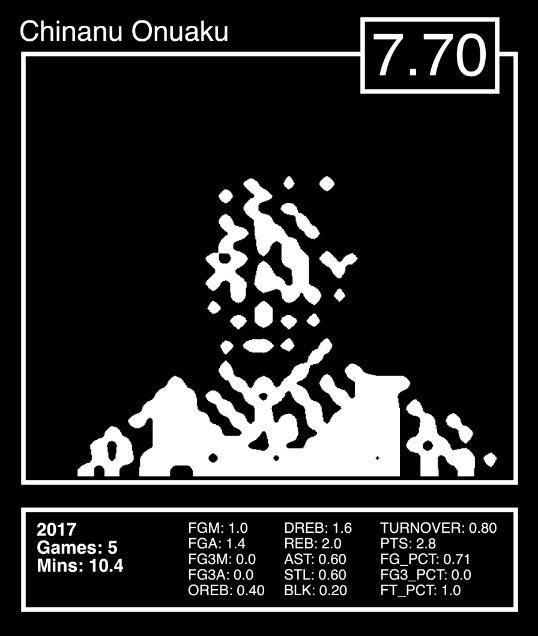 Chinanu Onuaku
7.70
2017
Games: 5
Mins: 10.4
FGM: 1.0
FGA: 1.4
FG3M: 0.0
FG3A: 0.0
OREB: 0.40
DREB: 1.6
REB: 2.0
AST: 0.60
STL: 0.60
BLK: 0.20
TURNOVER: 0.80
PTS: 2.8
FG_PCT: 0.71
FG3_PCT: 0.0
FT_PCT: 1.0